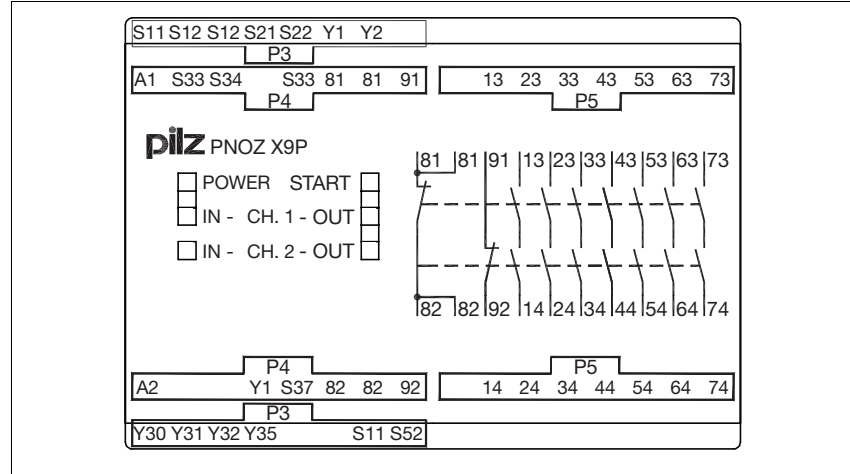 S11 S12 S12 S21 S22 Y1 Y2
P3
A1 S33 S34 S33 81 81 91 13 23 33 43 53 63 73
P4 P5
pilz PNOZ X9P
81 81 91 13 23 33 43 53 63 73
POWER START
IN - CH. 1 - OUT
IN - CH. 2 - OUT
82 82 92 14 24 34 44 54 64 74
P4 P5
A2 Y1 S37 82 82 92 14 24 34 44 54 64 74
P3
Y30 Y31 Y32 Y35 S11 S52